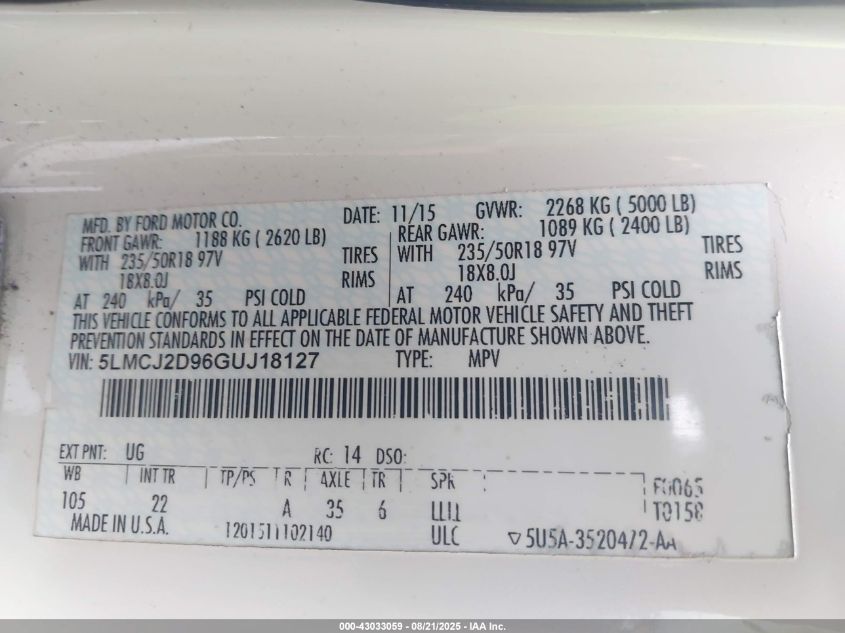 MFD. BY FORD MOTOR CO. DATE: 11/15 GVWR: 2268 KG ( 5000 LB)
FRONT GAWR: 1188 KG ( 2620 LB) REAR GAWR: 1089 KG ( 2400 LB)
WITH 235/50R18 97V TIRES WITH 235/50R18 97V TIRES
18X8.0J RIMS 18X8.0J RIMS
AT 240 kPa/ 35 PSI COLD AT 240 kPa/ 35 PSI COLD
THIS VEHICLE CONFORMS TO ALL APPLICABLE FEDERAL MOTOR VEHICLE SAFETY AND THEFT
PREVENTION STANDARDS IN EFFECT ON THE DATE OF MANUFACTURE SHOWN ABOVE.
VIN: 5LMCJ2D96GUJ18127 TYPE: MPV
EXT PNT: UG RC: 14 DSO:
WB INT TR TP/PS R AXLE TR SPR F0065
105 22 A 35 6 T0158
MADE IN U.S.A. 1201511102140 ULC 5U5A-3520472-AA
000-43033059 - 08/21/2025 - IAA Inc.